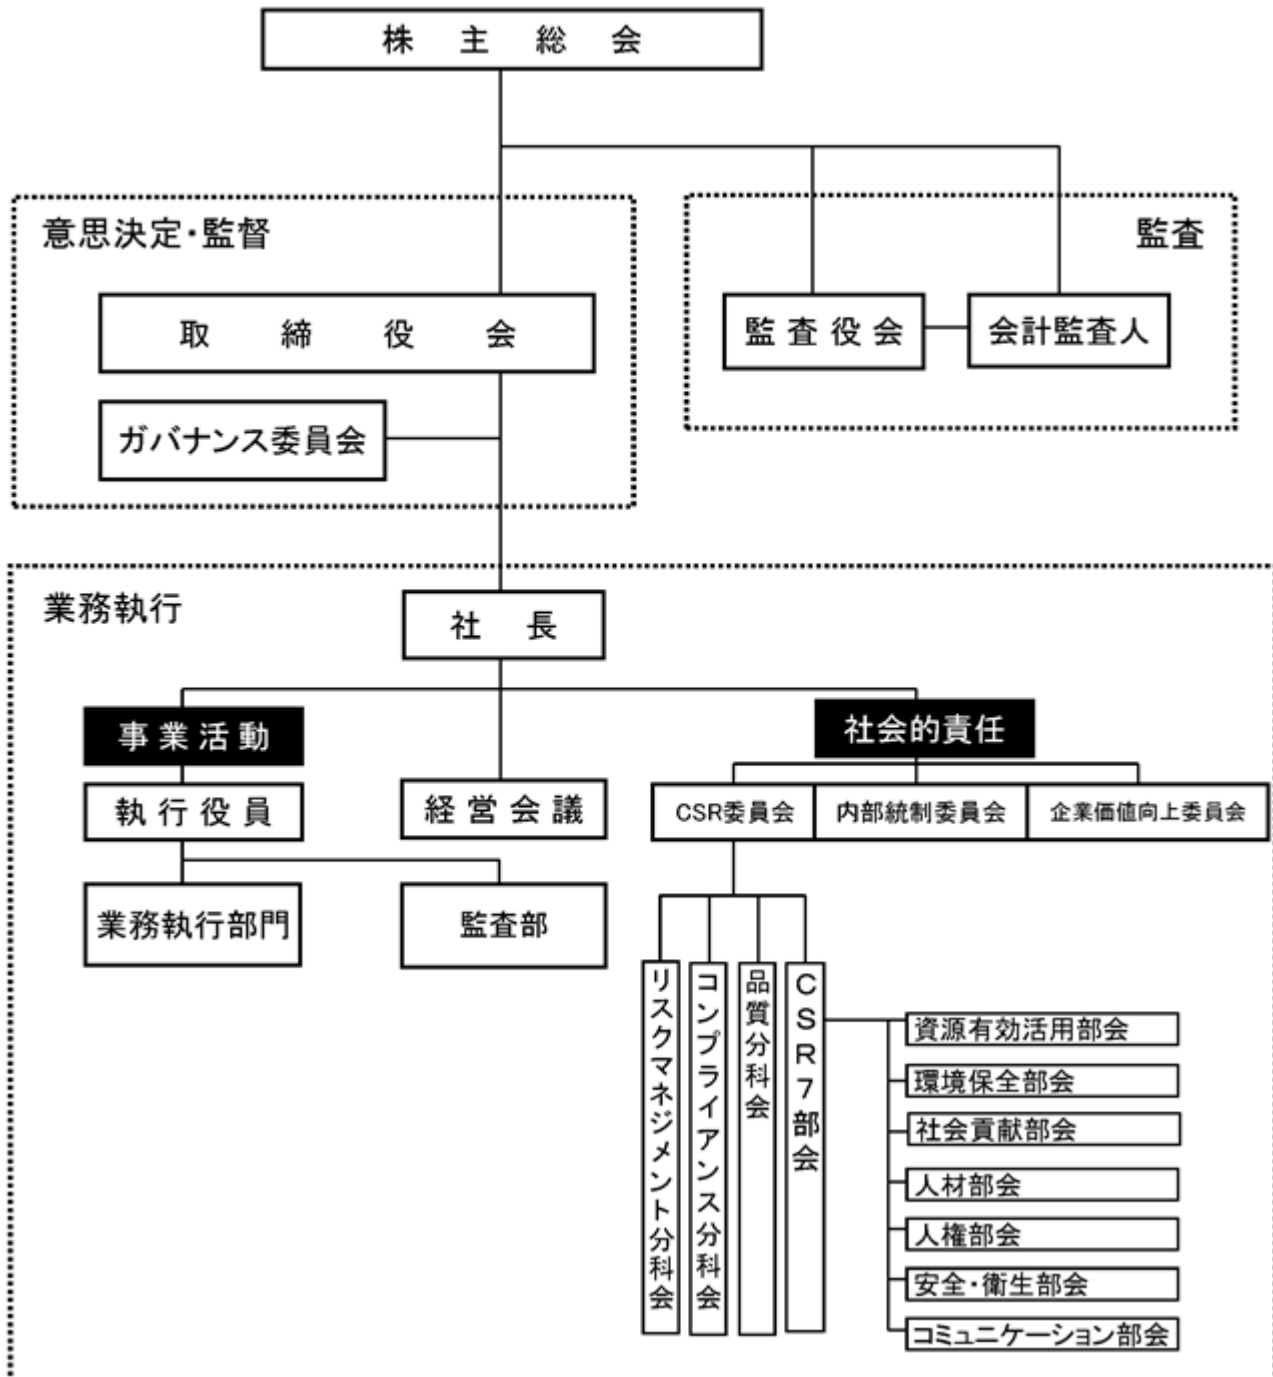 株主総会
意思決定・監督
監査
取締役会
監査役会
会計監査人
ガバナンス委員会
業務執行
社長
事業活動
社会的責任
執行役員
経営会議
CSR委員会
内部統制委員会
企業価値向上委員会
業務執行部門
監査部
リスクマネジメント分科会
コンプライアンス分科会
品質分科会
CSR7部会
資源有効活用部会
環境保全部会
社会貢献部会
人材部会
人権部会
安全・衛生部会
コミュニケーション部会